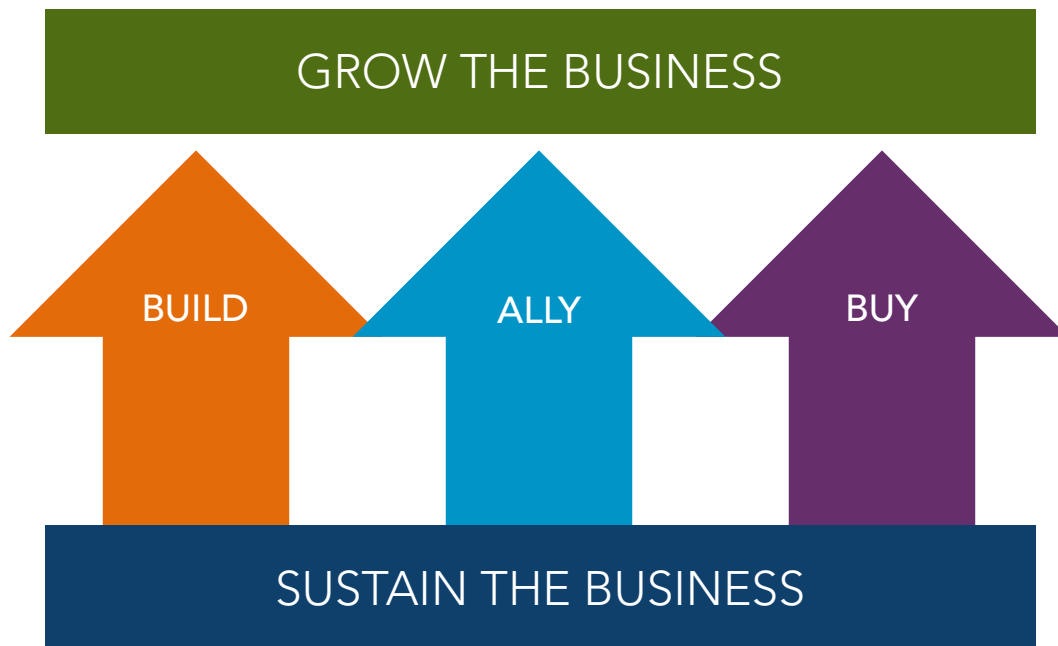 GROW THE BUSINESS
BUILD
ALLY
BUY
SUSTAIN THE BUSINESS